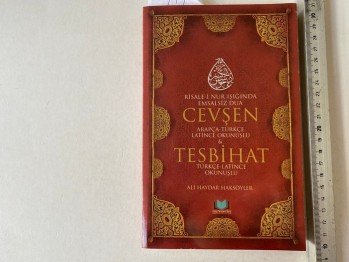 RİSALE-İ NUR IŞIĞINDA
EMSALSİZ DUA
CEVŞEN
ARAPÇA-TÜRKÇE
LATİNCE OKUNUŞLU
&
TESBİHAT
TÜRKÇE-LATİNCE
OKUNUŞLU
ALİ HAYDAR HAKSÖYLER